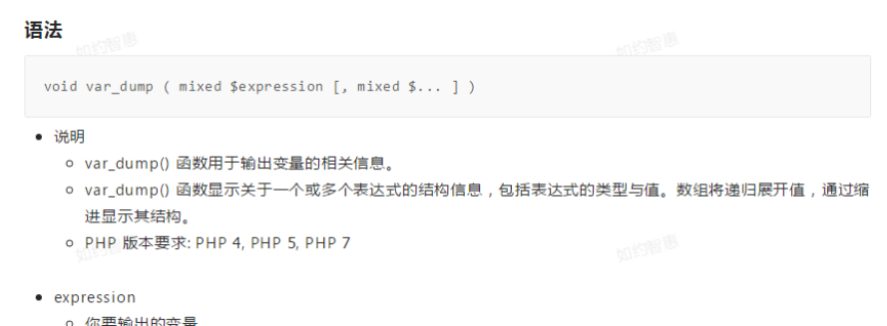 语法
void var_dump ( mixed $expression [, mixed $... ] )
说明
var_dump() 函数用于输出变量的相关信息。
var_dump() 函数显示关于一个或多个表达式的结构信息，包括表达式的类型与值。数组将递归展开值，通过缩
进显示其结构。
PHP 版本要求: PHP 4, PHP 5, PHP 7
expression
你要输出的变量
如约智惠
如约智惠
如约智惠
如约智惠